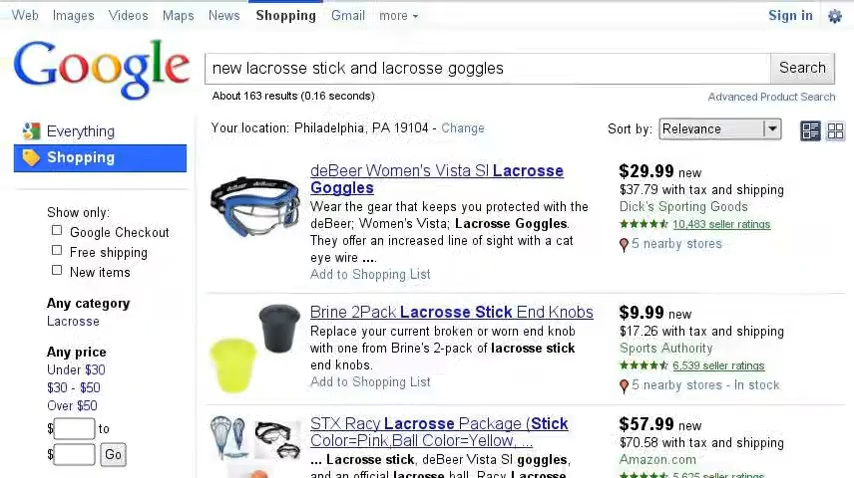 Web Images Videos Maps News Shopping Gmail more Sign in
Google
new lacrosse stick and lacrosse goggles Search
About 163 results (0.16 seconds) Advanced Product Search
Everything
Shopping
Your location: Philadelphia, PA 19104 - Change Sort by: Relevance
Show only:
Google Checkout
Free shipping
New items
Any category
Lacrosse
Any price
Under $30
$30 - $50
Over $50
$ to
$ Go
deBeer Women's Vista SI Lacrosse
Goggles
Wear the gear that keeps you protected with the
deBeer; Women's Vista; Lacrosse Goggles.
They offer an increased line of sight with a cat
eye wire ....
Add to Shopping List
$29.99 new
$37.79 with tax and shipping
Dick's Sporting Goods
10,483 seller ratings
5 nearby stores
Brine 2Pack Lacrosse Stick End Knobs
Replace your current broken or worn end knob
with one from Brine's 2-pack of lacrosse stick
end knobs.
Add to Shopping List
$9.99 new
$17.26 with tax and shipping
Sports Authority
6,539 seller ratings
5 nearby stores - In stock
STX Racy Lacrosse Package (Stick
Color=Pink,Ball Color=Yellow, ...
... Lacrosse stick, deBeer Vista SI goggles,
and an official lacrosse ball. Racy Lacrosse
$57.99 new
$70.58 with tax and shipping
Amazon.com
5,625 seller ratings